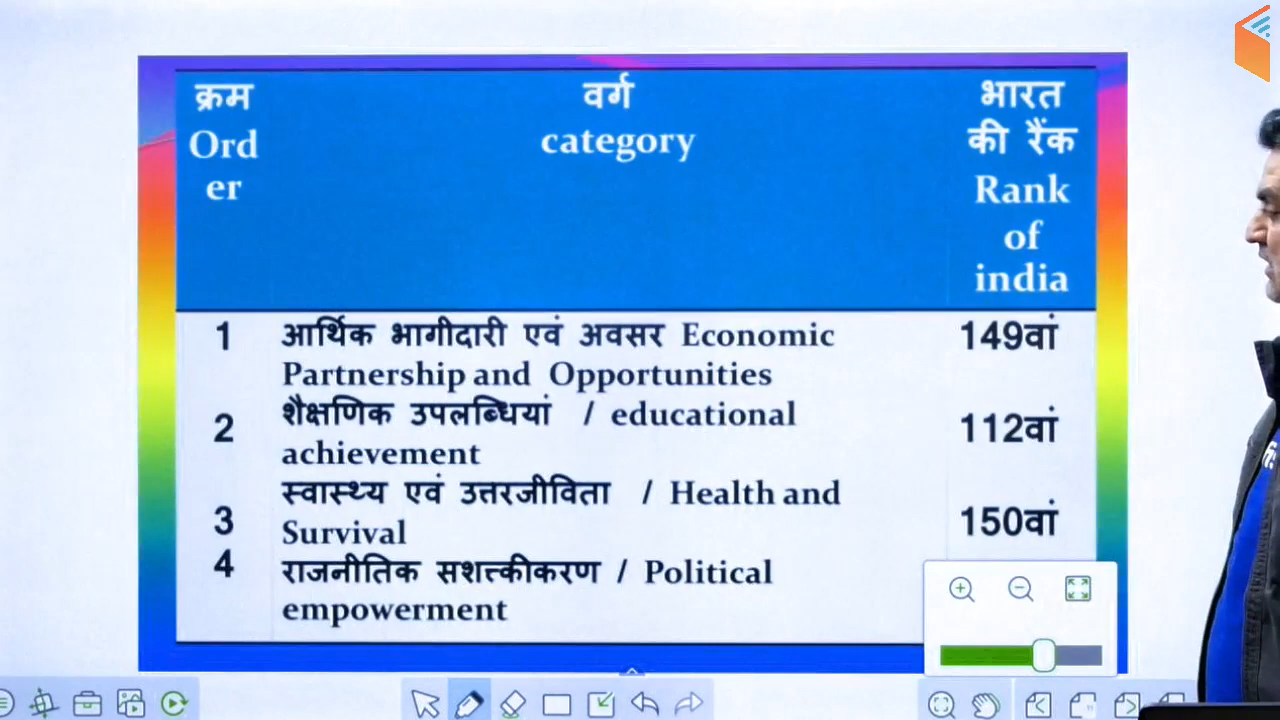 क्रम वर्ग भारत
Ord category की रैंक
er Rank
of
india
1 आर्थिक भागीदारी एवं अवसर Economic 149वां
Partnership and Opportunities
2 शैक्षणिक उपलब्धियां / educational 112वां
achievement
3 स्वास्थ्य एवं उत्तरजीविता / Health and 150वां
Survival
4 राजनीतिक सशक्तीकरण / Political
empowerment